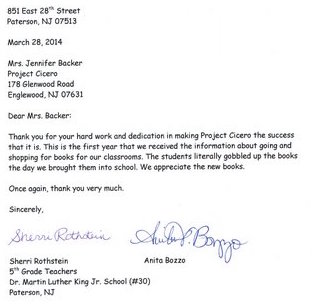 851 East 28th Street
Paterson, NJ 07513
March 28, 2014
Mrs. Jennifer Backer
Project Cicero
178 Glenwood Road
Englewood, NJ 07631
Dear Mrs. Backer:
Thank you for your hard work and dedication in making Project Cicero the success
that it is. This is the first year that we received the information about going and
shopping for books for our classrooms. The students literally gobbled up the books
the day we brought them into school. We appreciate the new books.
Once again, thank you very much.
Sincerely,
Sherri Rothstein Anita P. Bozzo
Sherri Rothstein Anita Bozzo
5th Grade Teachers
Dr. Martin Luther King Jr. School (#30)
Paterson, NJ